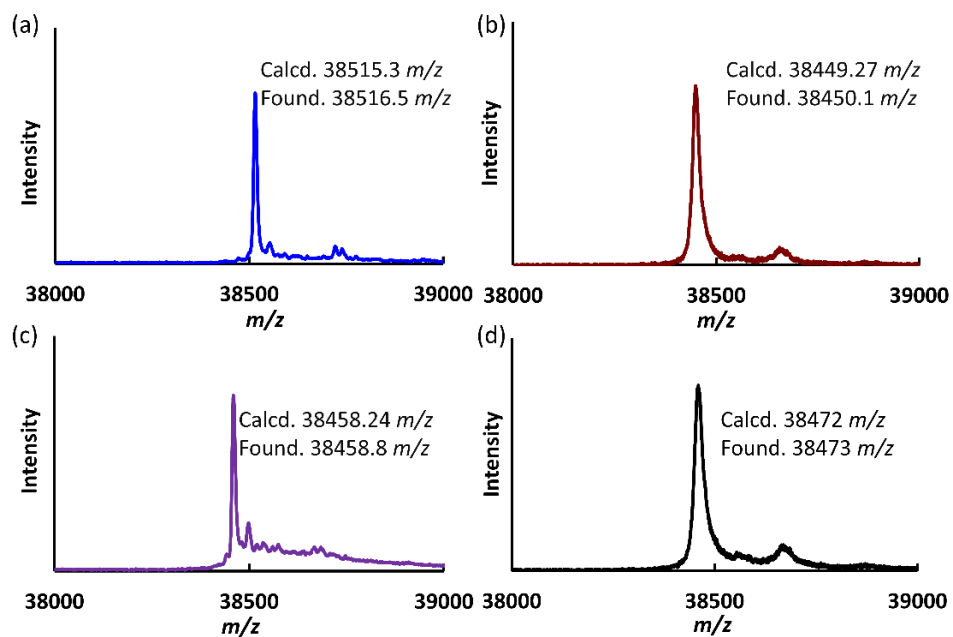 (a)
Calcd. 38515.3 m/z
Found. 38516.5 m/z
Intensity
38000 38500 39000
m/z
(b)
Calcd. 38449.27 m/z
Found. 38450.1 m/z
Intensity
38000 38500 39000
m/z
(c)
Calcd. 38458.24 m/z
Found. 38458.8 m/z
Intensity
38000 38500 39000
m/z
(d)
Calcd. 38472 m/z
Found. 38473 m/z
Intensity
38000 38500 39000
m/z